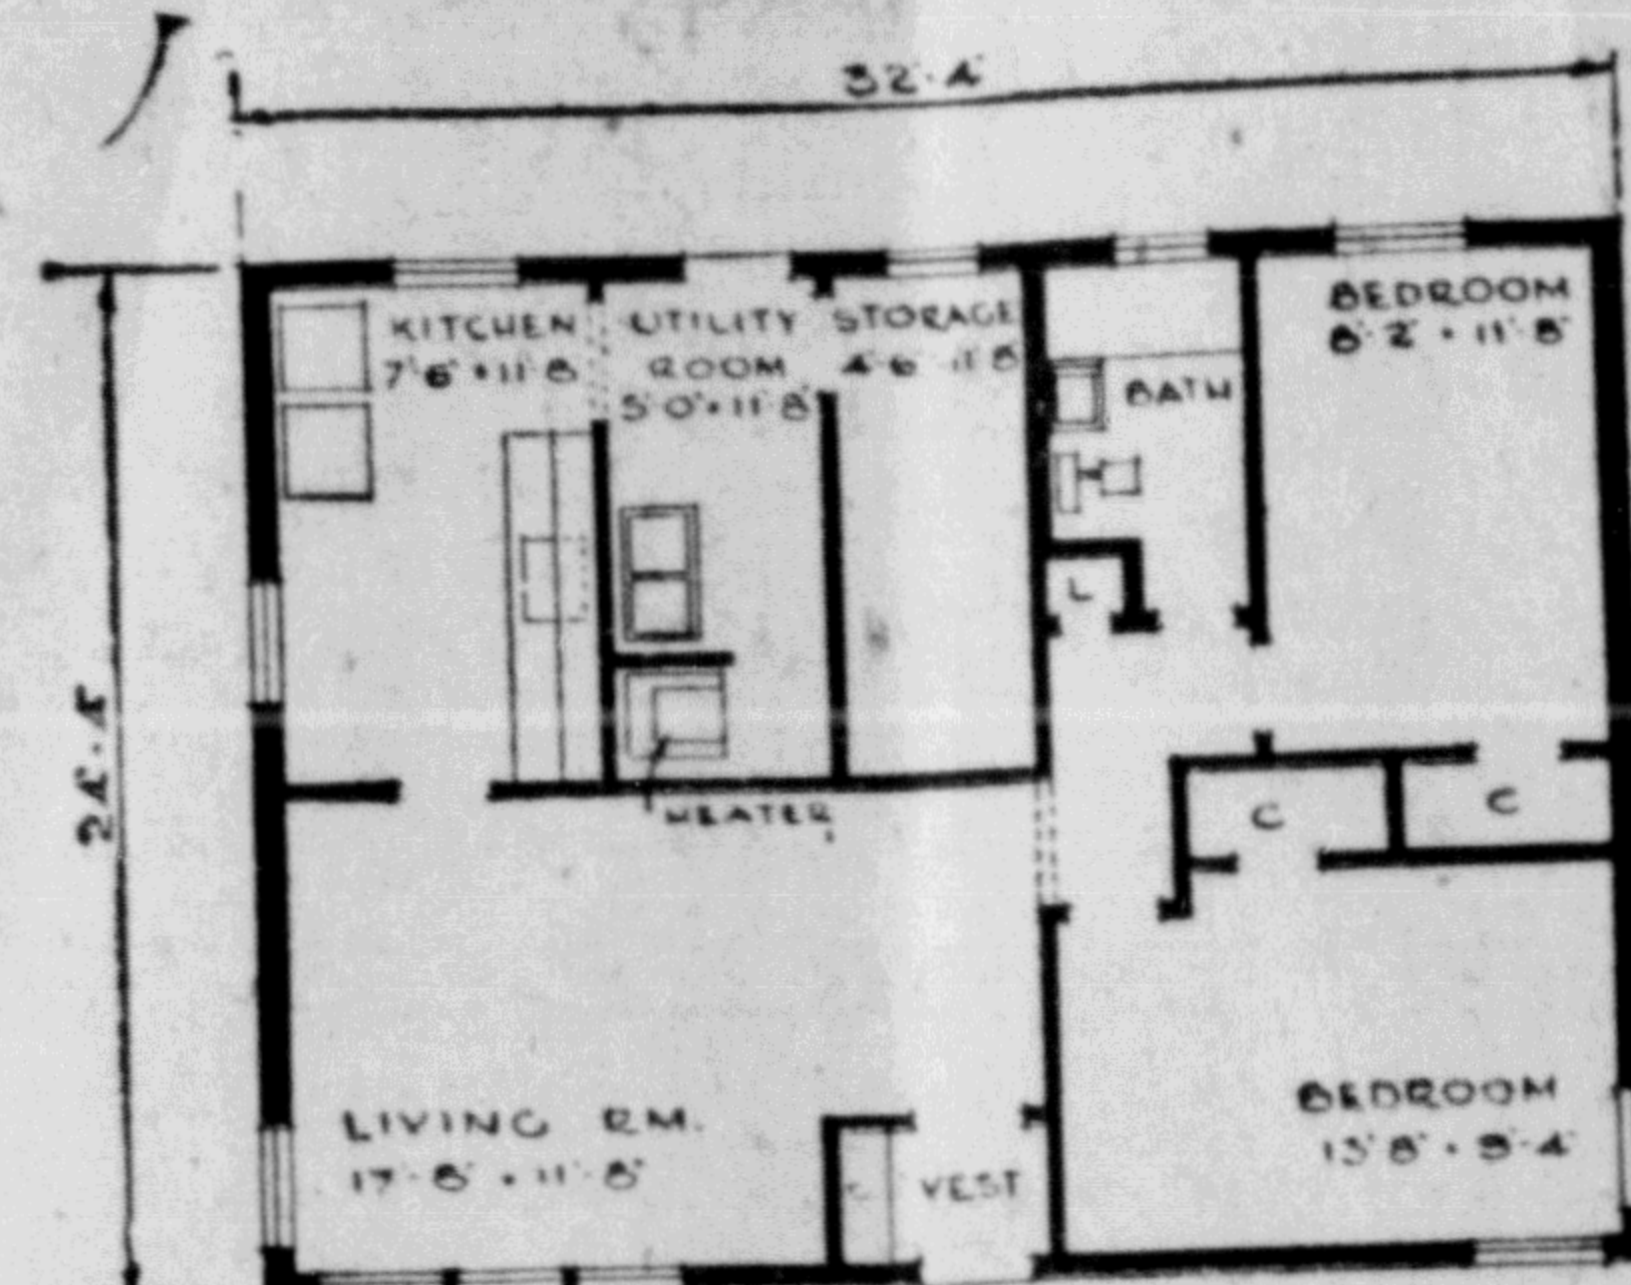 32'-4"
KITCHEN
7'-6" × 11'-8"
UTILITY
ROOM
5'-0" × 11'-8"
STORAGE
4'-6" 11'-8"
BATH
BEDROOM
8'-2" × 11'-8"
L
24'-
HEATER
C
C
LIVING RM.
17'-8" × 11'-8"
C
VEST
BEDROOM
13'-8" × 9'-4"